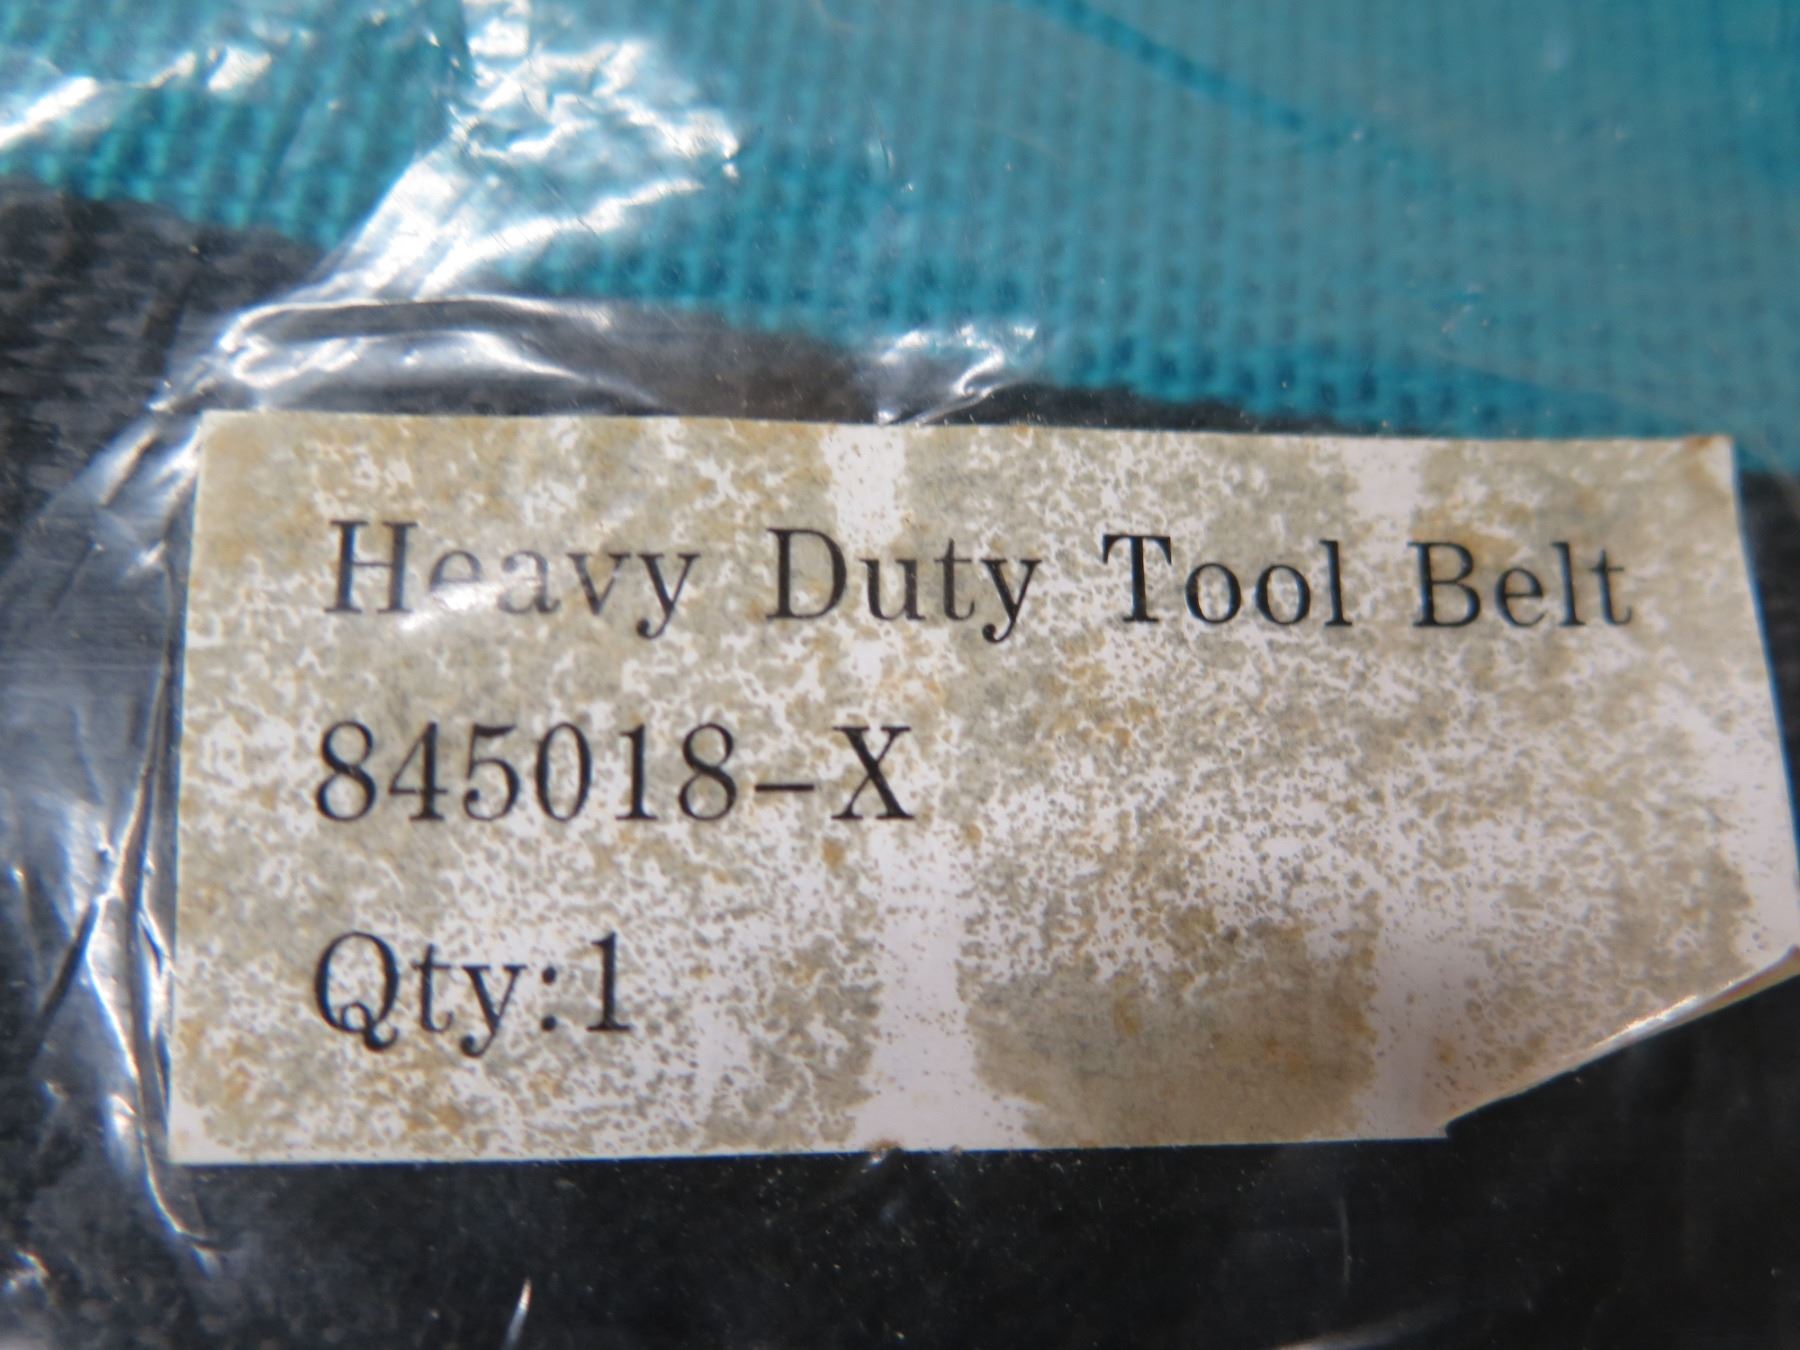 Heavy Duty Tool Belt
845018-X
Qty:1